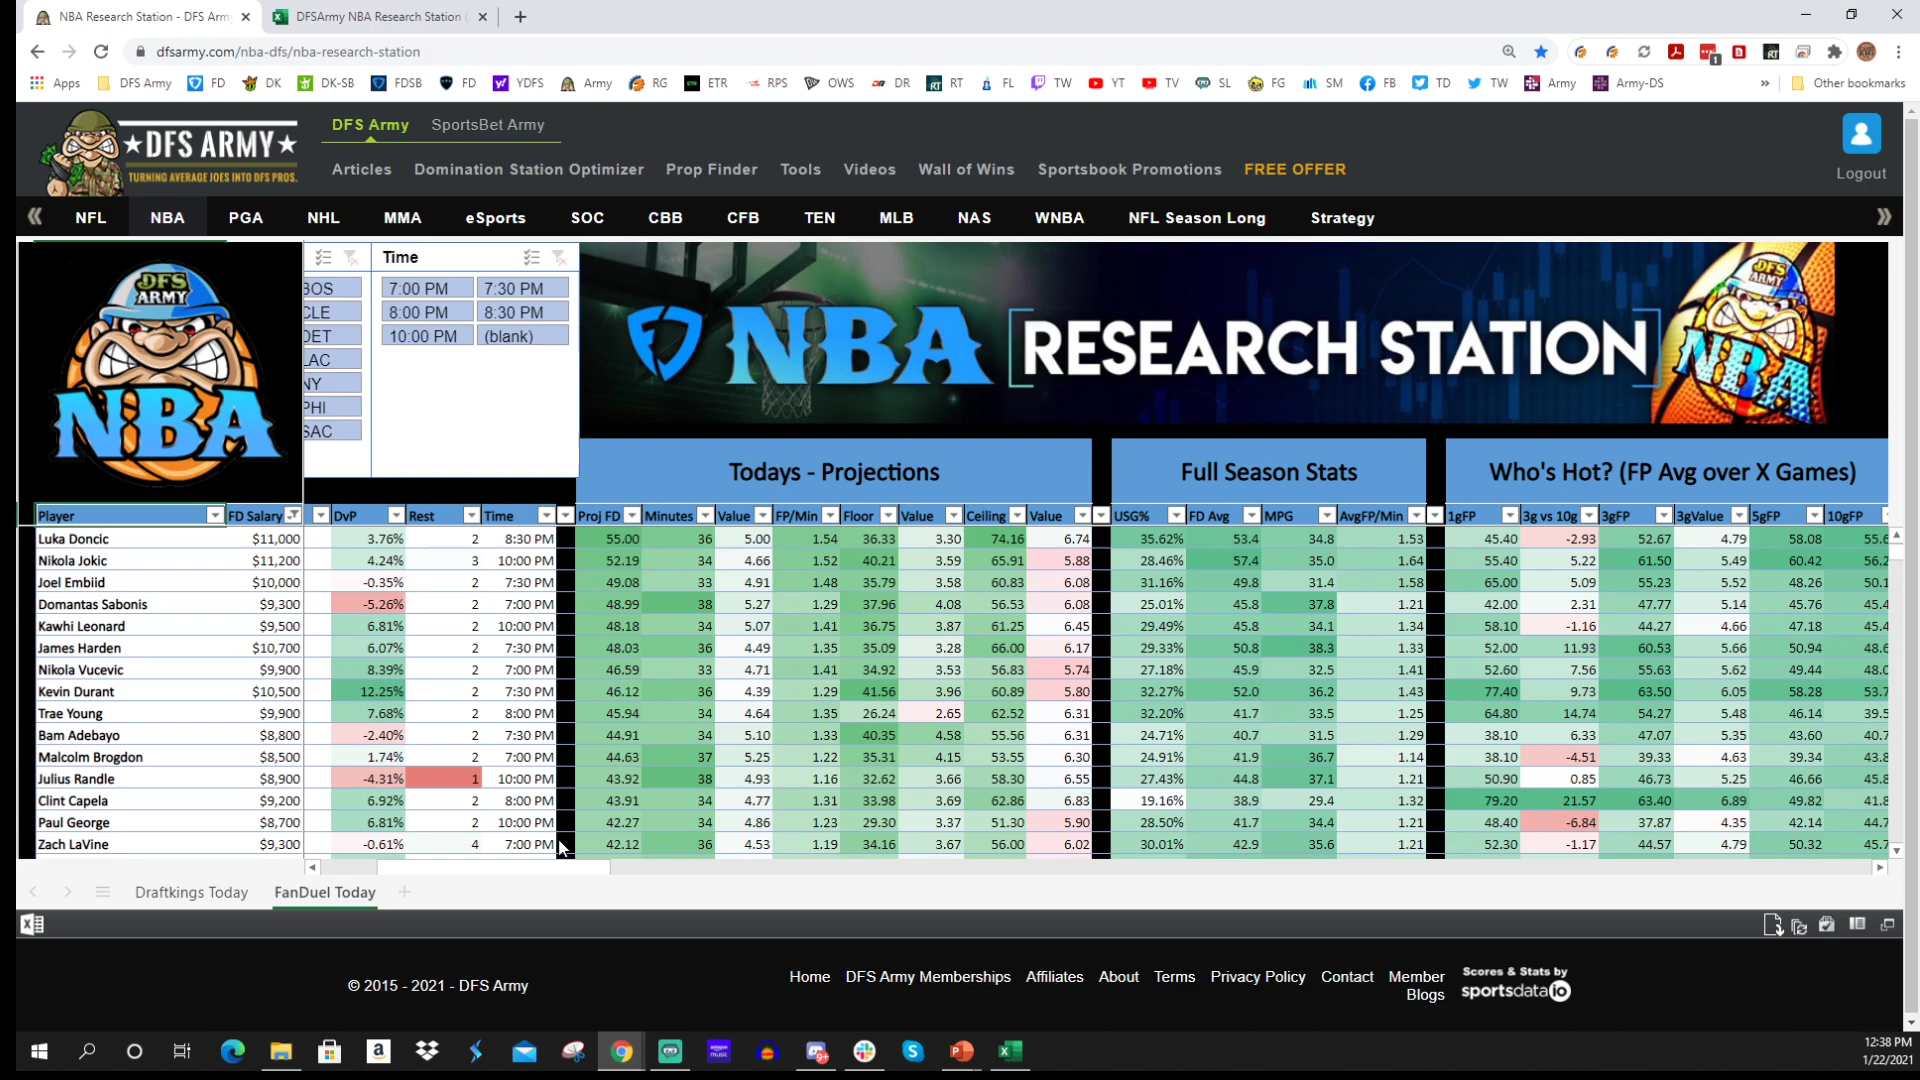 NBA Research Station - DFS Arm
DFSArmy NBA Research Station (
dfsarmy.com/nba-dfs/nba-research-station
Apps DFS Army FD DK DK-SB FDSB FD YDFS Army RG ETR RPS OWS DR RT FL TW YT TV SL FG SM FB TD TW Army Army-DS » Other bookmarks
DFS ARMY
TURNING AVERAGE JOES INTO DFS PROS.
DFS Army SportsBet Army
Articles Domination Station Optimizer Prop Finder Tools Videos Wall of Wins Sportsbook Promotions FREE OFFER
Logout
NFL NBA PGA NHL MMA eSports SOC CBB CFB TEN MLB NAS WNBA NFL Season Long Strategy
DFS ARMY
NBA
Time
BOS 7:00 PM 7:30 PM
CLE 8:00 PM 8:30 PM
DET 10:00 PM (blank)
LAC
NY
PHI
SAC
NBA RESEARCH STATION
DFS ARMY
NBA
Todays - Projections Full Season Stats Who's Hot? (FP Avg over X Games)
Player FD Salary DvP Rest Time Proj FD Minutes Value FP/Min Floor Value Ceiling Value USG% FD Avg MPG AvgFP/Min 1gFP 3g vs 10g 3gFP 3gValue 5gFP 10gFP
Luka Doncic $11,000 3.76% 2 8:30 PM 55.00 36 5.00 1.54 36.33 3.30 74.16 6.74 35.62% 53.4 34.8 1.53 45.40 -2.93 52.67 4.79 58.08 55.6
Nikola Jokic $11,200 4.24% 3 10:00 PM 52.19 34 4.66 1.52 40.21 3.59 65.91 5.88 28.46% 57.4 35.0 1.64 55.40 5.22 61.50 5.49 60.42 56.2
Joel Embiid $10,000 -0.35% 2 7:30 PM 49.08 33 4.91 1.48 35.79 3.58 60.83 6.08 31.16% 49.8 31.4 1.58 65.00 5.09 55.23 5.52 48.26 50.1
Domantas Sabonis $9,300 -5.26% 2 7:00 PM 48.99 38 5.27 1.29 37.96 4.08 56.53 6.08 25.01% 45.8 37.8 1.21 42.00 2.31 47.77 5.14 45.76 45.4
Kawhi Leonard $9,500 6.81% 2 10:00 PM 48.18 34 5.07 1.41 36.75 3.87 61.25 6.45 29.49% 45.8 34.1 1.34 58.10 -1.16 44.27 4.66 47.18 45.4
James Harden $10,700 6.07% 2 7:30 PM 48.03 36 4.49 1.35 35.09 3.28 66.00 6.17 29.33% 50.8 38.3 1.33 52.00 11.93 60.53 5.66 50.94 48.6
Nikola Vucevic $9,900 8.39% 2 7:00 PM 46.59 33 4.71 1.41 34.92 3.53 56.83 5.74 27.18% 45.9 32.5 1.41 52.60 7.56 55.63 5.62 49.44 48.0
Kevin Durant $10,500 12.25% 2 7:30 PM 46.12 36 4.39 1.29 41.56 3.96 60.89 5.80 32.27% 52.0 36.2 1.43 77.40 9.73 63.50 6.05 58.28 53.7
Trae Young $9,900 7.68% 2 8:00 PM 45.94 34 4.64 1.35 26.24 2.65 62.52 6.31 32.20% 41.7 33.5 1.25 64.80 14.74 54.27 5.48 46.14 39.5
Bam Adebayo $8,800 -2.40% 2 7:30 PM 44.91 34 5.10 1.33 40.35 4.58 55.56 6.31 24.71% 40.7 31.5 1.29 38.10 6.33 47.07 5.35 43.60 40.7
Malcolm Brogdon $8,500 1.74% 2 7:00 PM 44.63 37 5.25 1.22 35.31 4.15 53.55 6.30 24.91% 41.9 36.7 1.14 38.10 -4.51 39.33 4.63 39.34 43.8
Julius Randle $8,900 -4.31% 1 10:00 PM 43.92 38 4.93 1.16 32.62 3.66 58.30 6.55 27.43% 44.8 37.1 1.21 50.90 0.85 46.73 5.25 46.66 45.8
Clint Capela $9,200 6.92% 2 8:00 PM 43.91 34 4.77 1.31 33.98 3.69 62.86 6.83 19.16% 38.9 29.4 1.32 79.20 21.57 63.40 6.89 49.82 41.8
Paul George $8,700 6.81% 2 10:00 PM 42.27 34 4.86 1.23 29.30 3.37 51.30 5.90 28.50% 41.7 34.4 1.21 48.40 -6.84 37.87 4.35 42.14 44.7
Zach LaVine $9,300 -0.61% 4 7:00 PM 42.12 36 4.53 1.19 34.16 3.67 56.00 6.02 30.01% 42.9 35.6 1.21 52.30 -1.17 44.57 4.79 50.32 45.7
Draftkings Today FanDuel Today
© 2015 - 2021 - DFS Army
Home DFS Army Memberships Affiliates About Terms Privacy Policy Contact Member Blogs
Scores & Stats by
sportsdataio
12:38 PM
1/22/2021